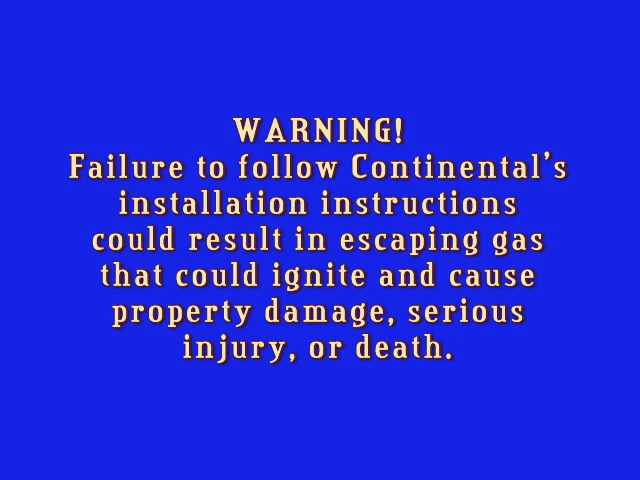 WARNING!
Failure to follow Continental's
installation instructions
could result in escaping gas
that could ignite and cause
property damage, serious
injury, or death.